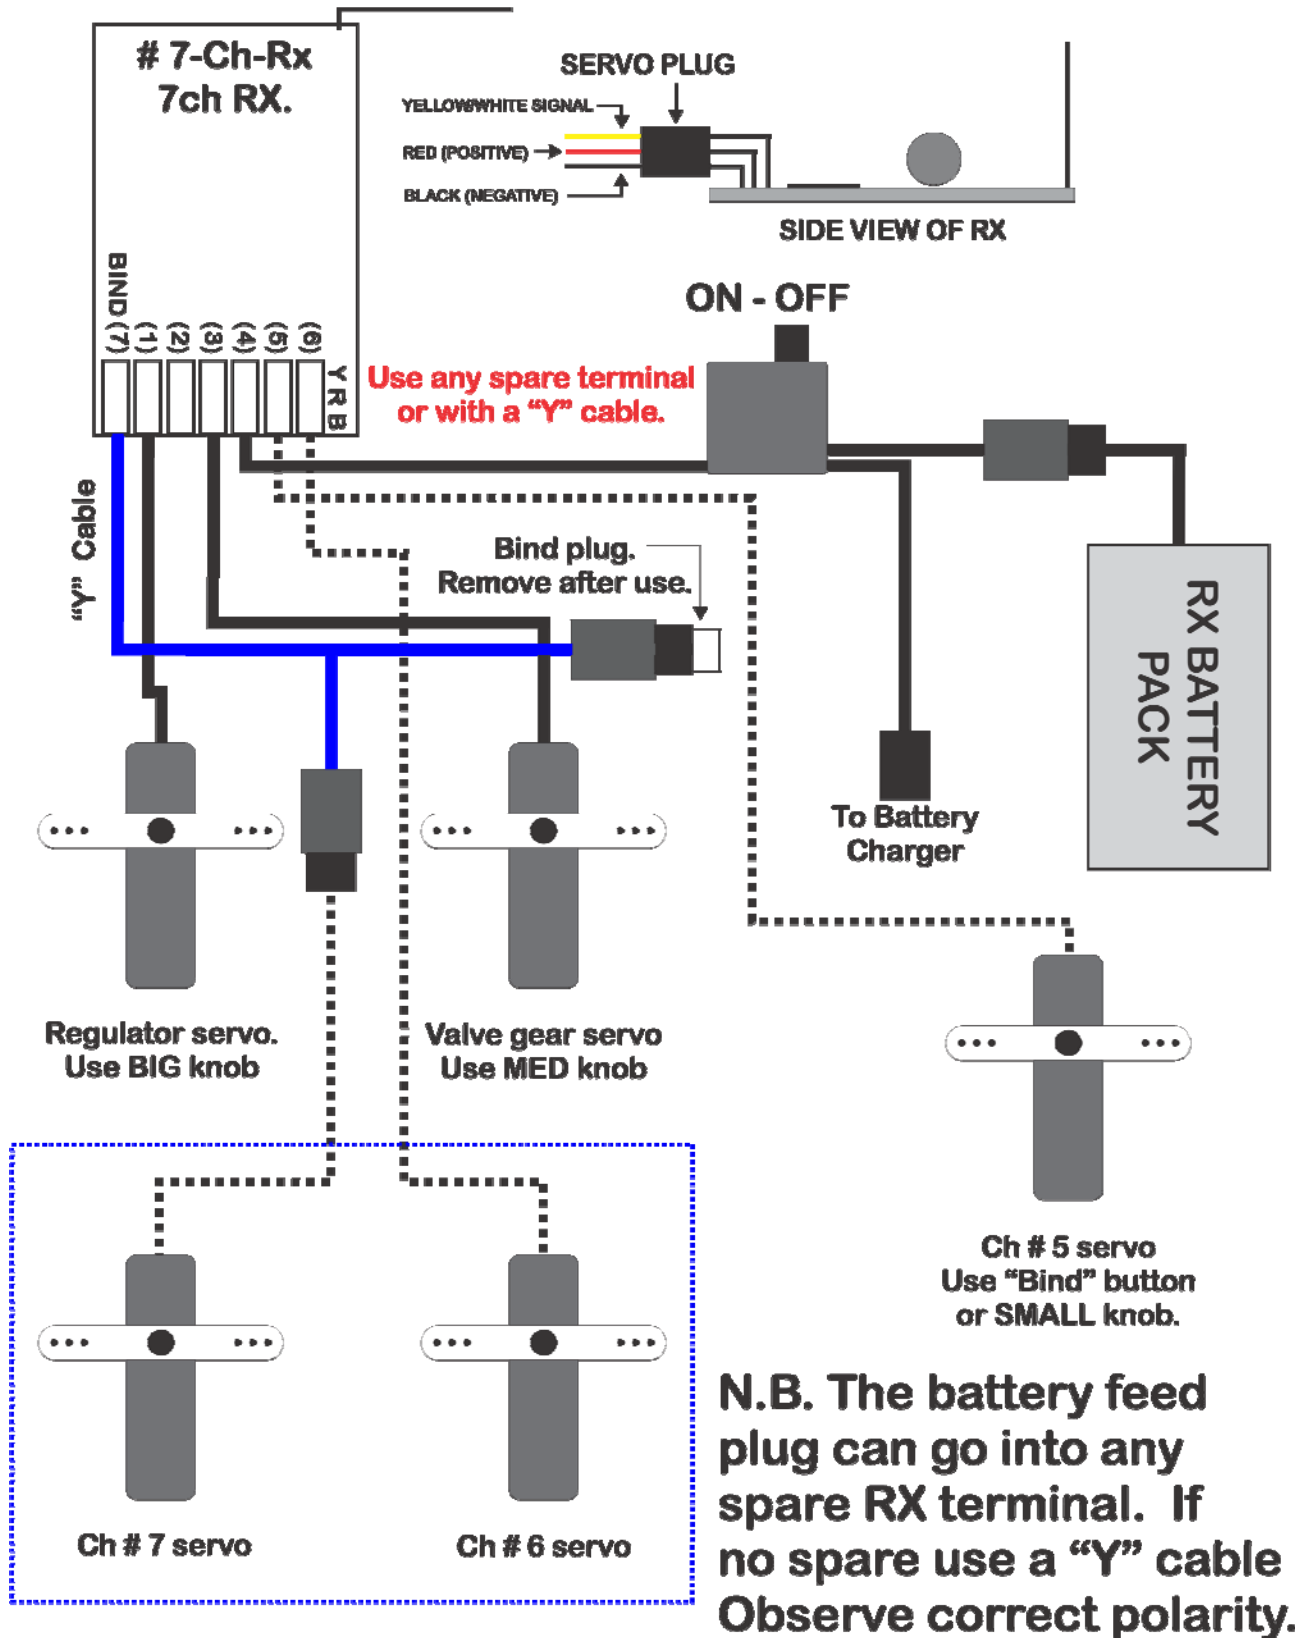 # 7-Ch-Rx
7ch RX.
SERVO PLUG
YELLOW/WHITE SIGNAL
RED (POSITIVE)
BLACK (NEGATIVE)
SIDE VIEW OF RX
BIND (7)
(1)
(2)
(3)
(4)
(5)
(6)
Y R B
ON - OFF
Use any spare terminal
or with a “Y” cable.
“Y” Cable
Bind plug.
Remove after use.
RX BATTERY
PACK
To Battery
Charger
Regulator servo.
Use BIG knob
Valve gear servo
Use MED knob
Ch # 5 servo
Use “Bind” button
or SMALL knob.
Ch # 7 servo
Ch # 6 servo
N.B. The battery feed
plug can go into any
spare RX terminal. If
no spare use a “Y” cable
Observe correct polarity.